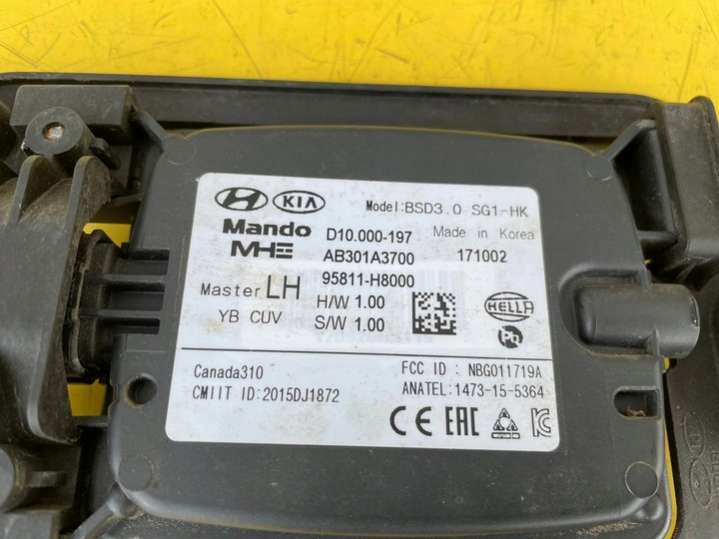 KIA Model:BSD3.0 SG1-HK
Mando D10.000-197 Made in Korea
MHE AB301A3700 171002
Master LH 95811-H8000
H/W 1.00 HELLA
YB CUV S/W 1.00
Canada310 FCC ID : NBG011719A
CMIIT ID:2015DJ1872 ANATEL:1473-15-5364
CE EAC